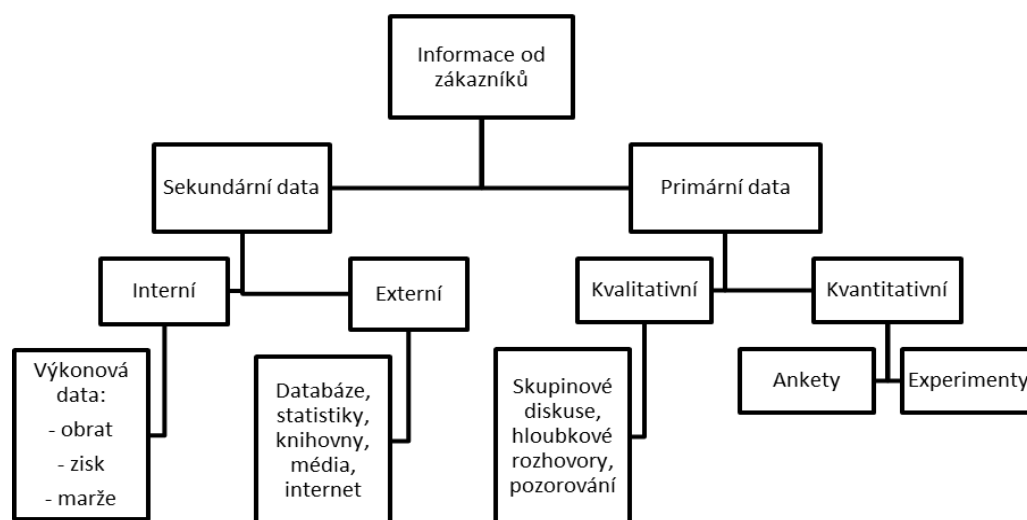 Informace od
zákazníků
Sekundární data
Primární data
Interní
Externí
Kvalitativní
Kvantitativní
Výkonová
data:
- obrat
- zisk
- marže
Databáze,
statistiky,
knihovny,
média,
internet
Skupinové
diskuse,
hloubkové
rozhovory,
pozorování
Ankety
Experimenty